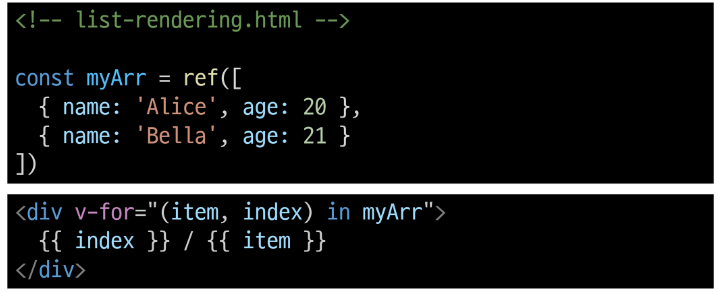 <!-- list-rendering.html -->
const myArr = ref([
{ name: 'Alice', age: 20 },
{ name: 'Bella', age: 21 }
])
<div v-for="(item, index) in myArr">
{{ index }} / {{ item }}
</div>